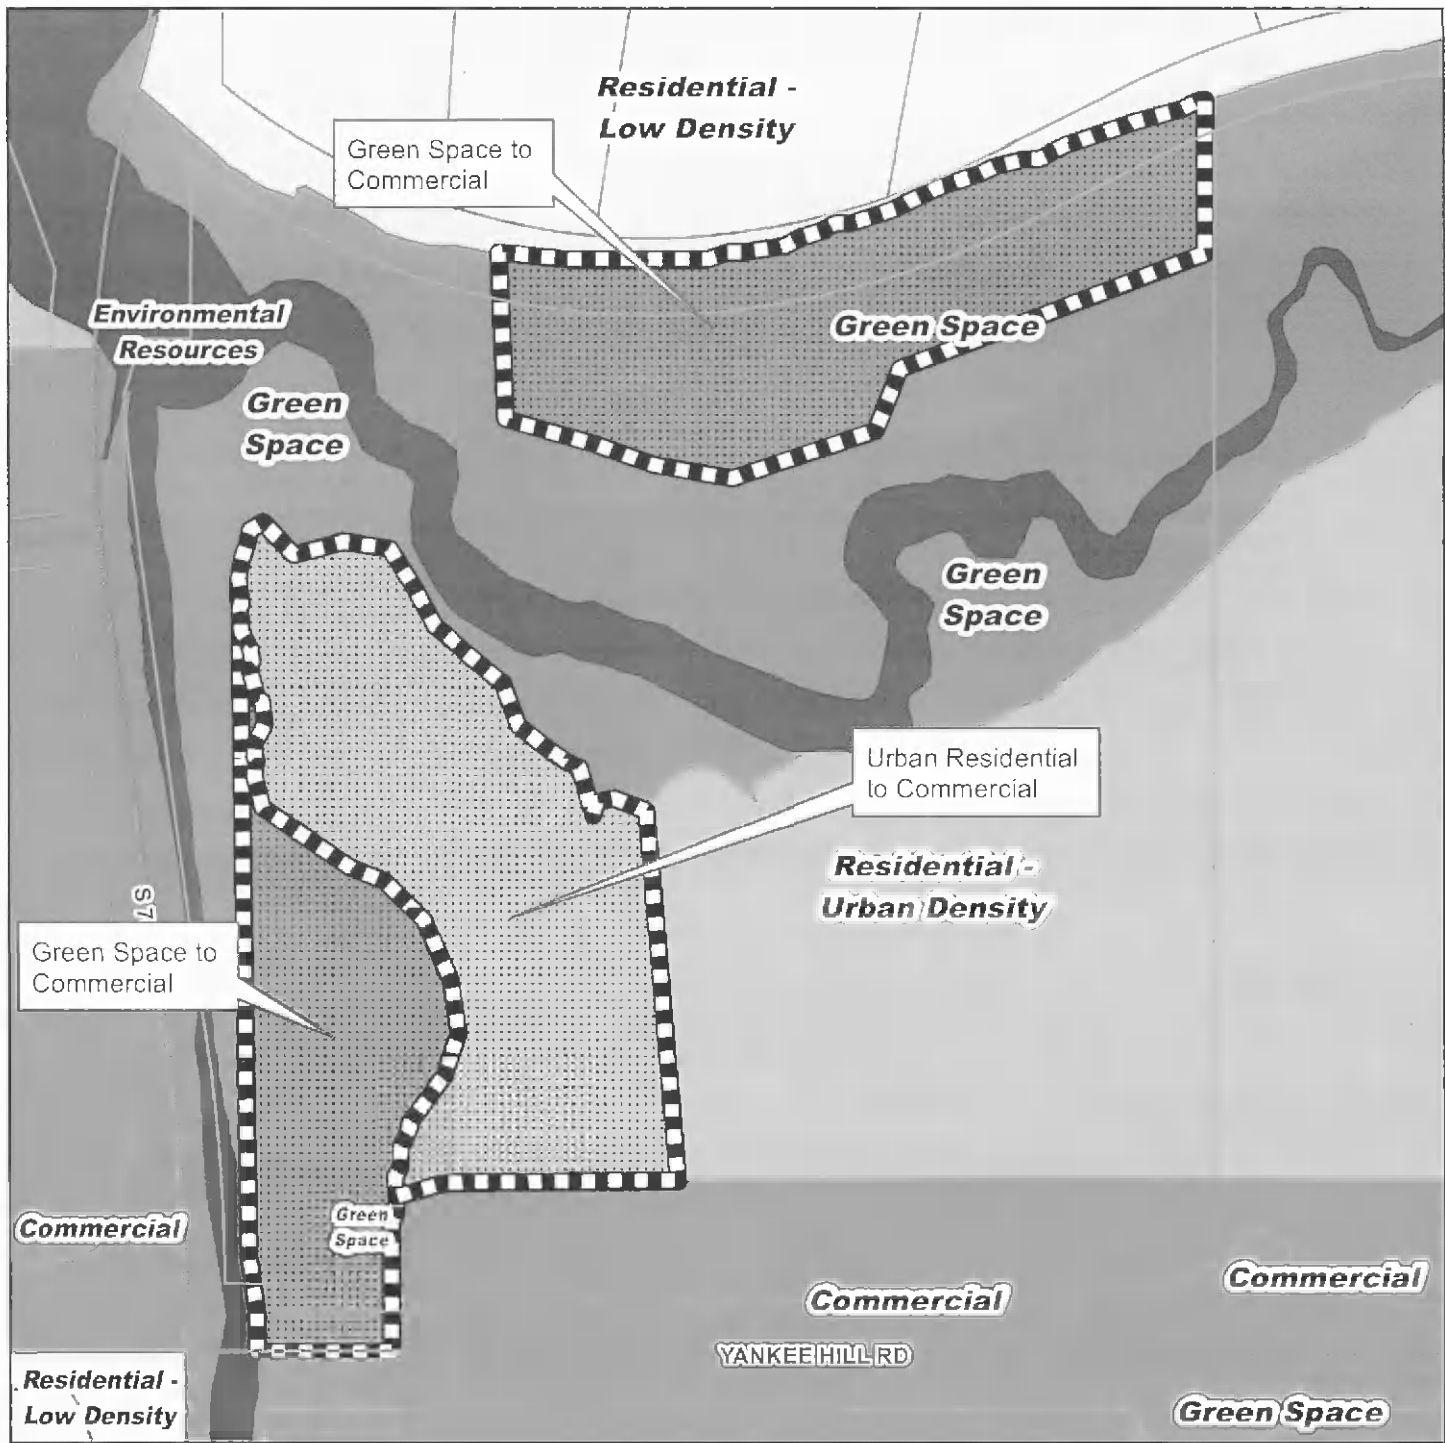 Residential -
Low Density
Green Space to
Commercial
Environmental
Resources
Green Space
Green
Space
Green
Space
Urban Residential
to Commercial
Residential -
Urban Density
S7
Green Space to
Commercial
Green
Space
Commercial
Commercial
Commercial
YANKEE HILL RD
Residential -
Low Density
Green Space